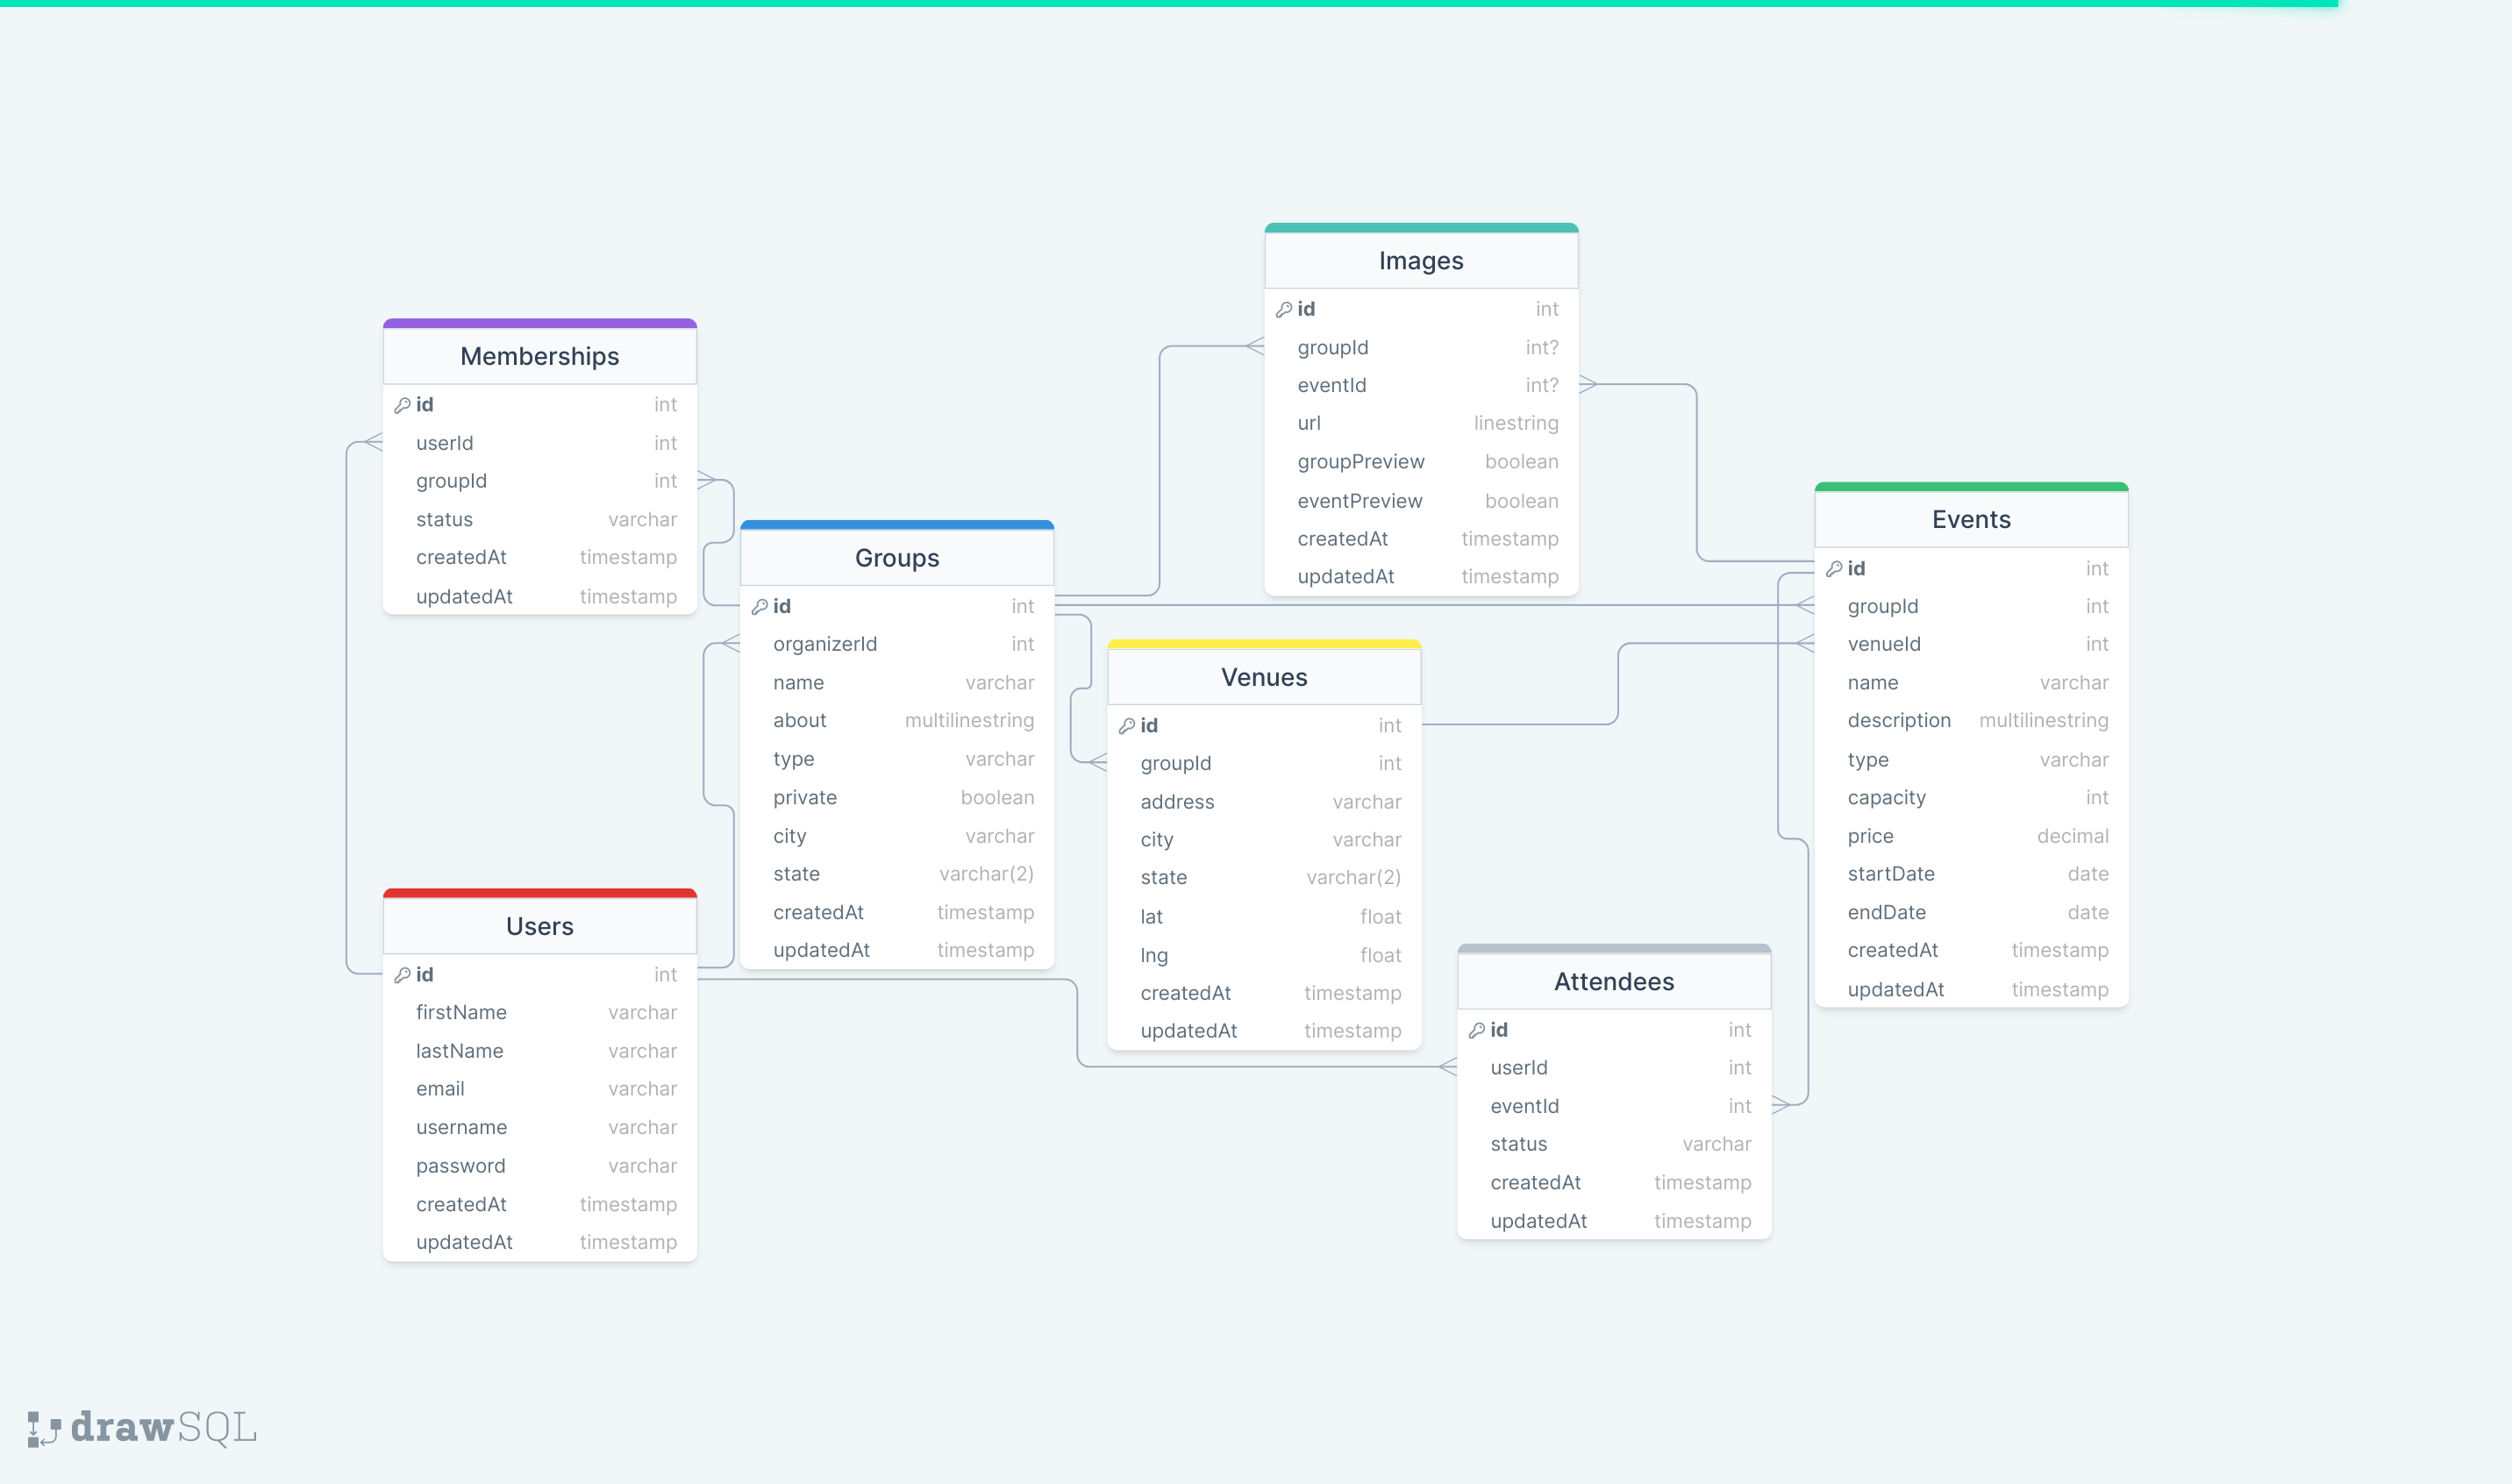 Images
id int
groupId int?
eventId int?
url linestring
groupPreview boolean
eventPreview boolean
createdAt timestamp
updatedAt timestamp
Memberships
id int
userId int
groupId int
status varchar
createdAt timestamp
updatedAt timestamp
Groups
id int
organizerId int
name varchar
about multilinestring
type varchar
private boolean
city varchar
state varchar(2)
createdAt timestamp
updatedAt timestamp
Events
id int
groupId int
venueId int
name varchar
description multilinestring
type varchar
capacity int
price decimal
startDate date
endDate date
createdAt timestamp
updatedAt timestamp
Venues
id int
groupId int
address varchar
city varchar
state varchar(2)
lat float
lng float
createdAt timestamp
updatedAt timestamp
Users
id int
firstName varchar
lastName varchar
email varchar
username varchar
password varchar
createdAt timestamp
updatedAt timestamp
Attendees
id int
userId int
eventId int
status varchar
createdAt timestamp
updatedAt timestamp
drawSQL